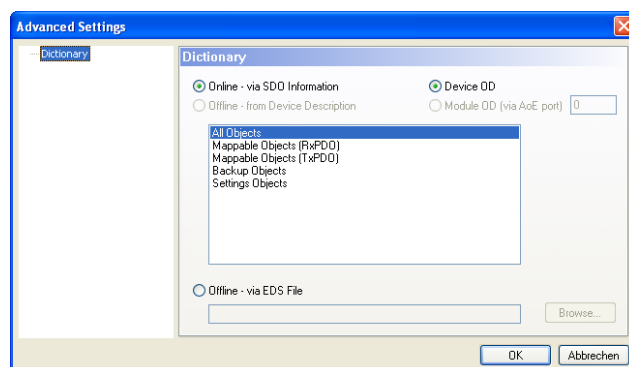 Advanced Settings
Dictionary
Dictionary
Online - via SDO Information
Device OD
Offline - from Device Description
Module OD (via AoE port)
0
All Objects
Mappable Objects (RxPDO)
Mappable Objects (TxPDO)
Backup Objects
Settings Objects
Offline - via EDS File
Browse...
OK
Abbrechen